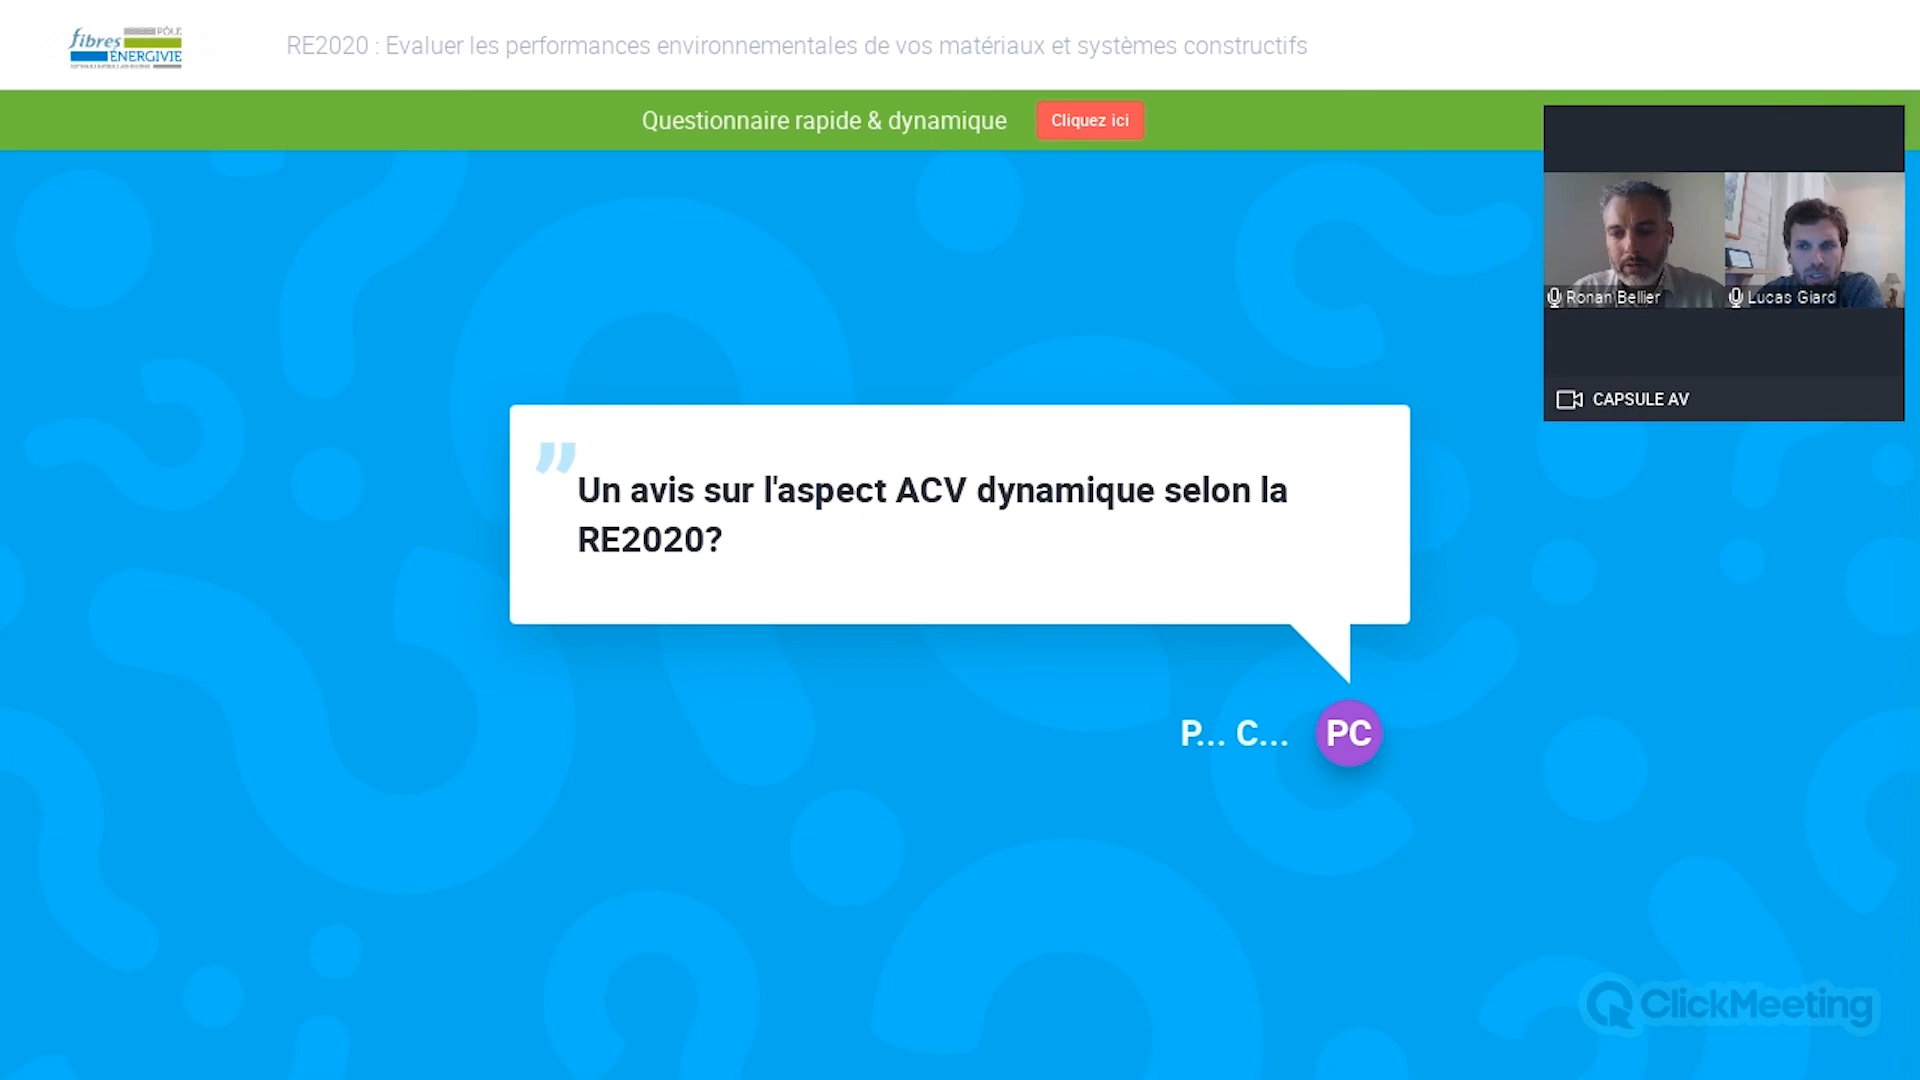 fibres
PÔLE
ÉNERGIVIE
RE2020 : Evaluer les performances environnementales de vos matériaux et systèmes constructifs
Questionnaire rapide & dynamique
Cliquez ici
Ronan Bellier
Lucas Giard
CAPSULE AV
” Un avis sur l'aspect ACV dynamique selon la
RE2020?
P... C...
PC
ClickMeeting